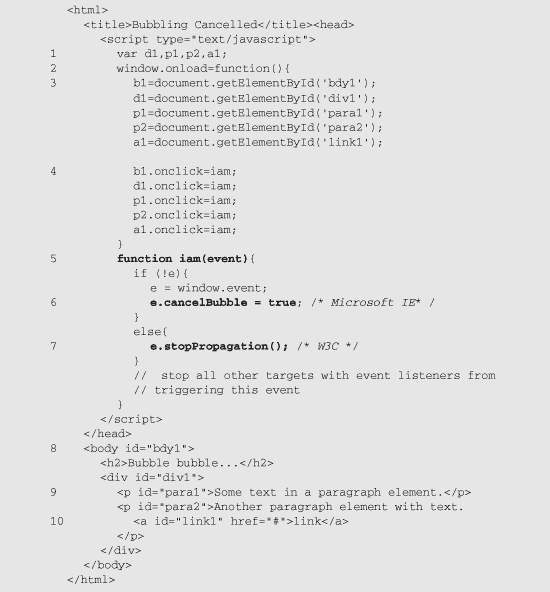 <html>
<title>Bubbling Cancelled</title><head>
<script type="text/javascript">
1 var d1,p1,p2,a1;
2 window.onload=function(){
3 b1=document.getElementById('bdy1');
d1=document.getElementById('div1');
p1=document.getElementById('para1');
p2=document.getElementById('para2');
a1=document.getElementById('link1');
4 b1.onclick=iam;
d1.onclick=iam;
p1.onclick=iam;
p2.onclick=iam;
a1.onclick=iam;
}
5 function iam(event){
if (!e){
e = window.event;
6 e.cancelBubble = true; /* Microsoft IE* /
}
else{
7 e.stopPropagation(); /* W3C */
}
// stop all other targets with event listeners from
// triggering this event
}
</script>
</head>
8 <body id="bdy1">
<h2>Bubble bubble...</h2>
<div id="div1">
9 <p id="para1">Some text in a paragraph element.</p>
<p id="para2">Another paragraph element with text.
10 <a id="link1" href="#">link</a>
</p>
</div>
</body>
</html>